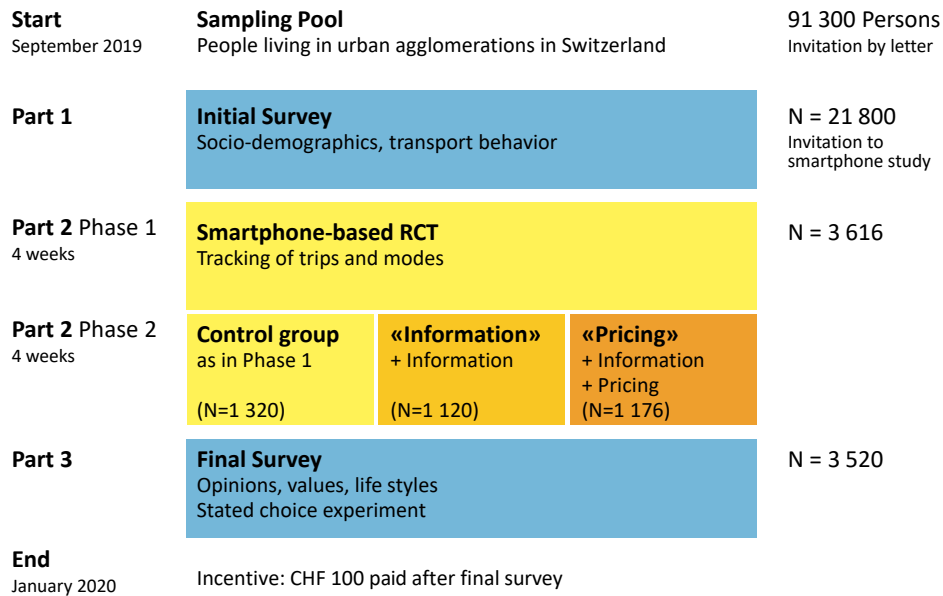 Start
September 2019
Sampling Pool
People living in urban agglomerations in Switzerland
91 300 Persons
Invitation by letter
Part 1
Initial Survey
Socio-demographics, transport behavior
N = 21 800
Invitation to
smartphone study
Part 2 Phase 1
4 weeks
Smartphone-based RCT
Tracking of trips and modes
N = 3 616
Part 2 Phase 2
4 weeks
Control group
as in Phase 1
(N=1 320)
«Information»
+ Information
(N=1 120)
«Pricing»
+ Information
+ Pricing
(N=1 176)
Part 3
Final Survey
Opinions, values, life styles
Stated choice experiment
N = 3 520
End
January 2020
Incentive: CHF 100 paid after final survey